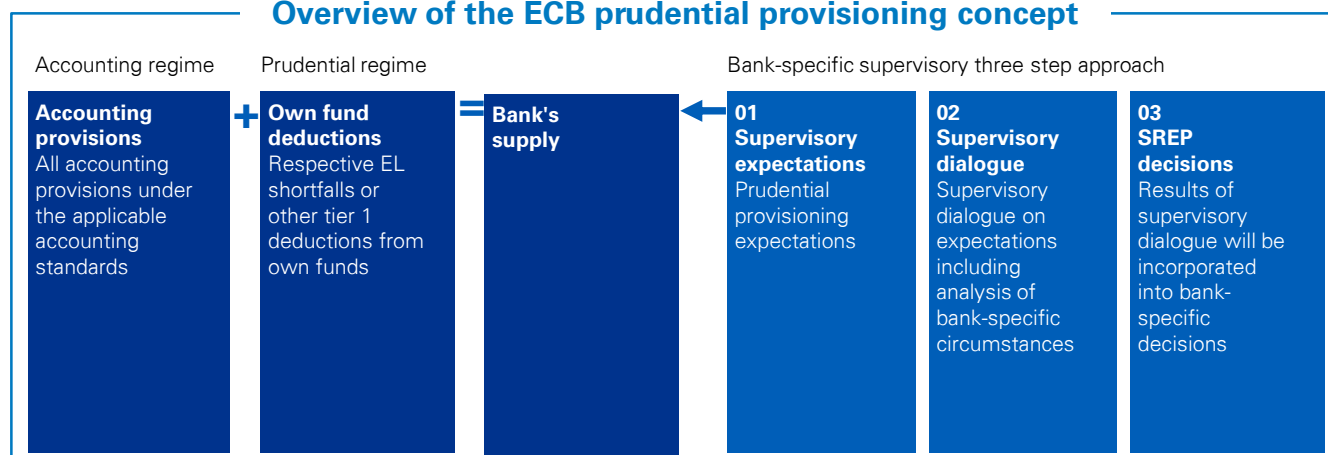 Overview of the ECB prudential provisioning concept
Accounting regime
Prudential regime
Bank-specific supervisory three step approach
Accounting
provisions
All accounting
provisions under
the applicable
accounting
standards
+
Own fund
deductions
Respective EL
shortfalls or
other tier 1
deductions from
own funds
=
Bank's
supply
01
Supervisory
expectations
Prudential
provisioning
expectations
02
Supervisory
dialogue
Supervisory
dialogue on
expectations
including
analysis of
bank-specific
circumstances
03
SREP
decisions
Results of
supervisory
dialogue will be
incorporated
into bank-
specific
decisions